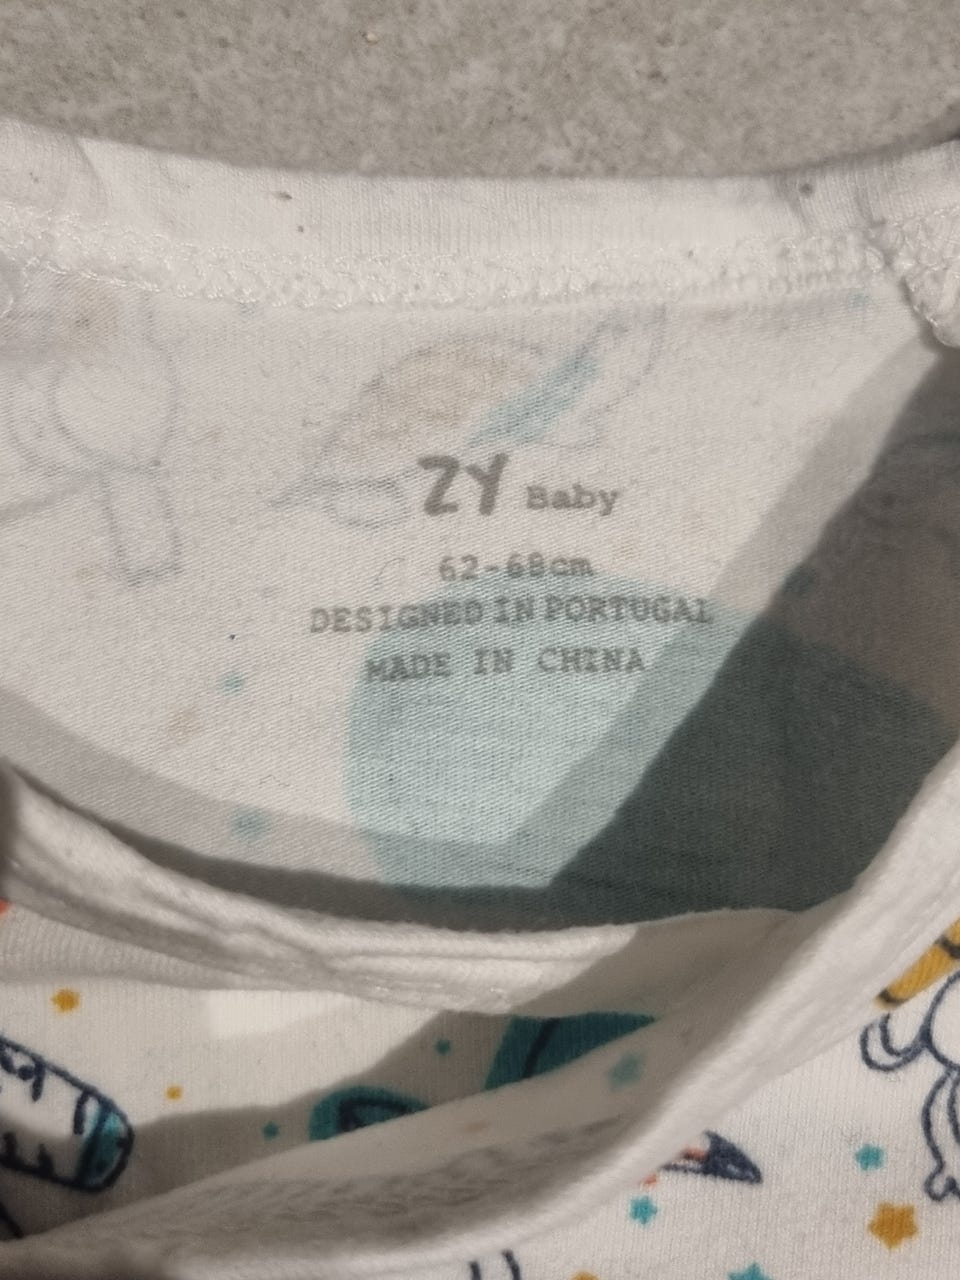 ZY Baby
62-68cm
DESIGNED IN PORTUGAL
MADE IN CHINA